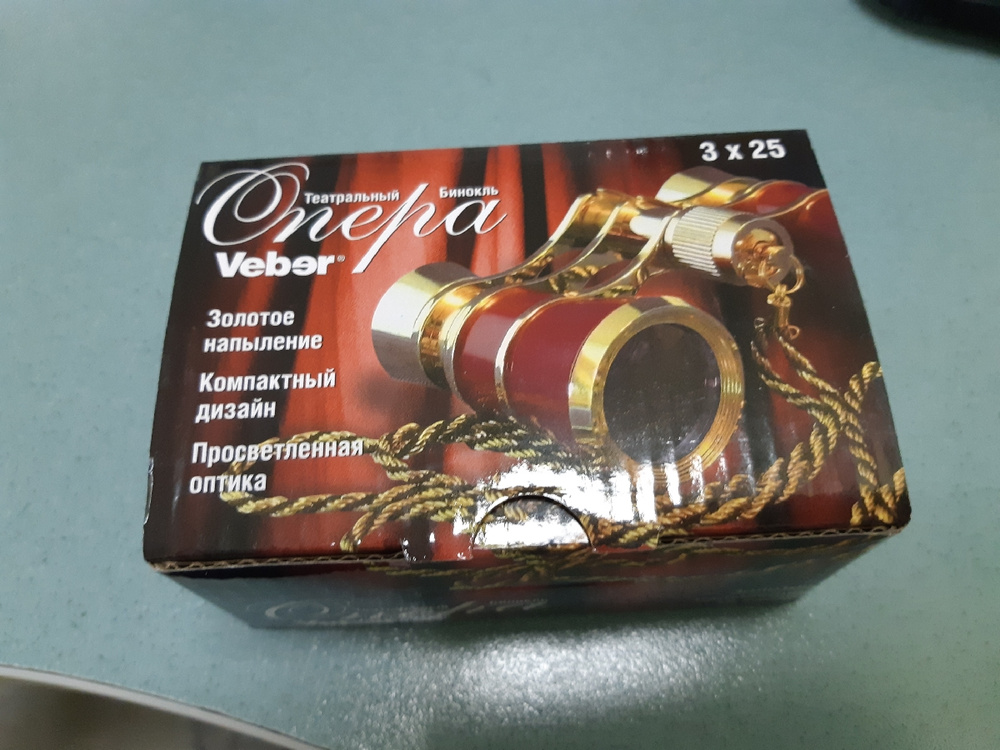 3 x 25
Театральный Бинокль
Опера
Veber®
Золотое
напыление
Компактный
дизайн
Просветленная
оптика